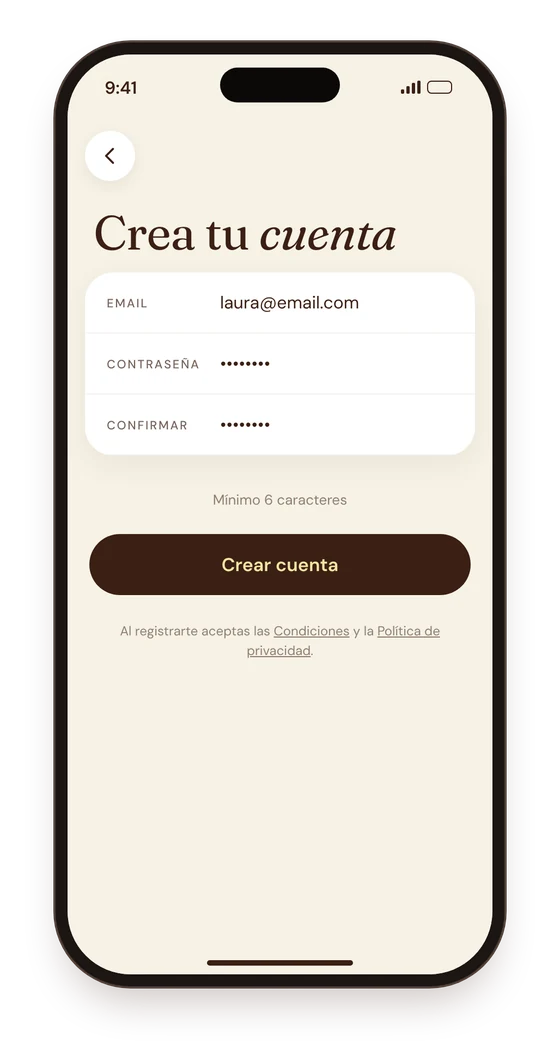 9:41
Crea tu cuenta
EMAIL laura@email.com
CONTRASEÑA ••••••••
CONFIRMAR ••••••••
Mínimo 6 caracteres
Crear cuenta
Al registrarte aceptas las Condiciones y la Política de
privacidad.